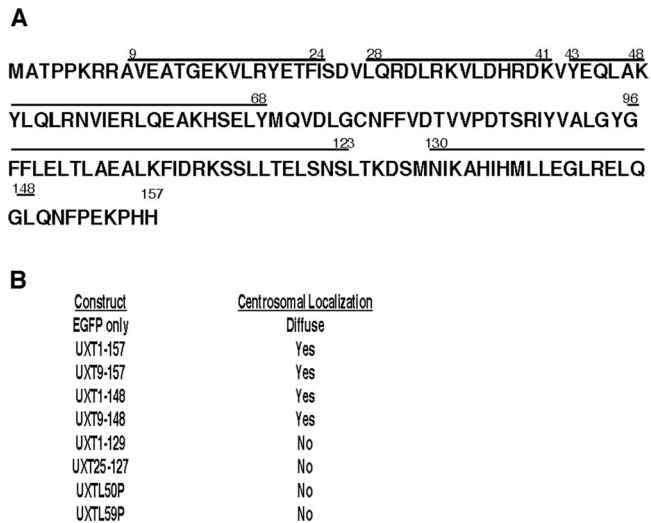 A
9 24 28 41 43 48
MATPPKRRAVEATGEKVLRYETFISDVLQRDLRKVLDHRDKVYEQLAK
68 96
YLQLRNVIERLQEAKHSELYMQVDLGCNFFVDTVVPDTSRIYVALGYG
123 130
FFLELTLAEALKFIDRKSSLLTELSNSLTKDSMNIKAHIHMLLEGLRELQ
148 157
GLQNFPEKPHH
B
Construct Centrosomal Localization
EGFP only Diffuse
UXT1-157 Yes
UXT9-157 Yes
UXT1-148 Yes
UXT9-148 Yes
UXT1-129 No
UXT25-127 No
UXTL50P No
UXTL59P No